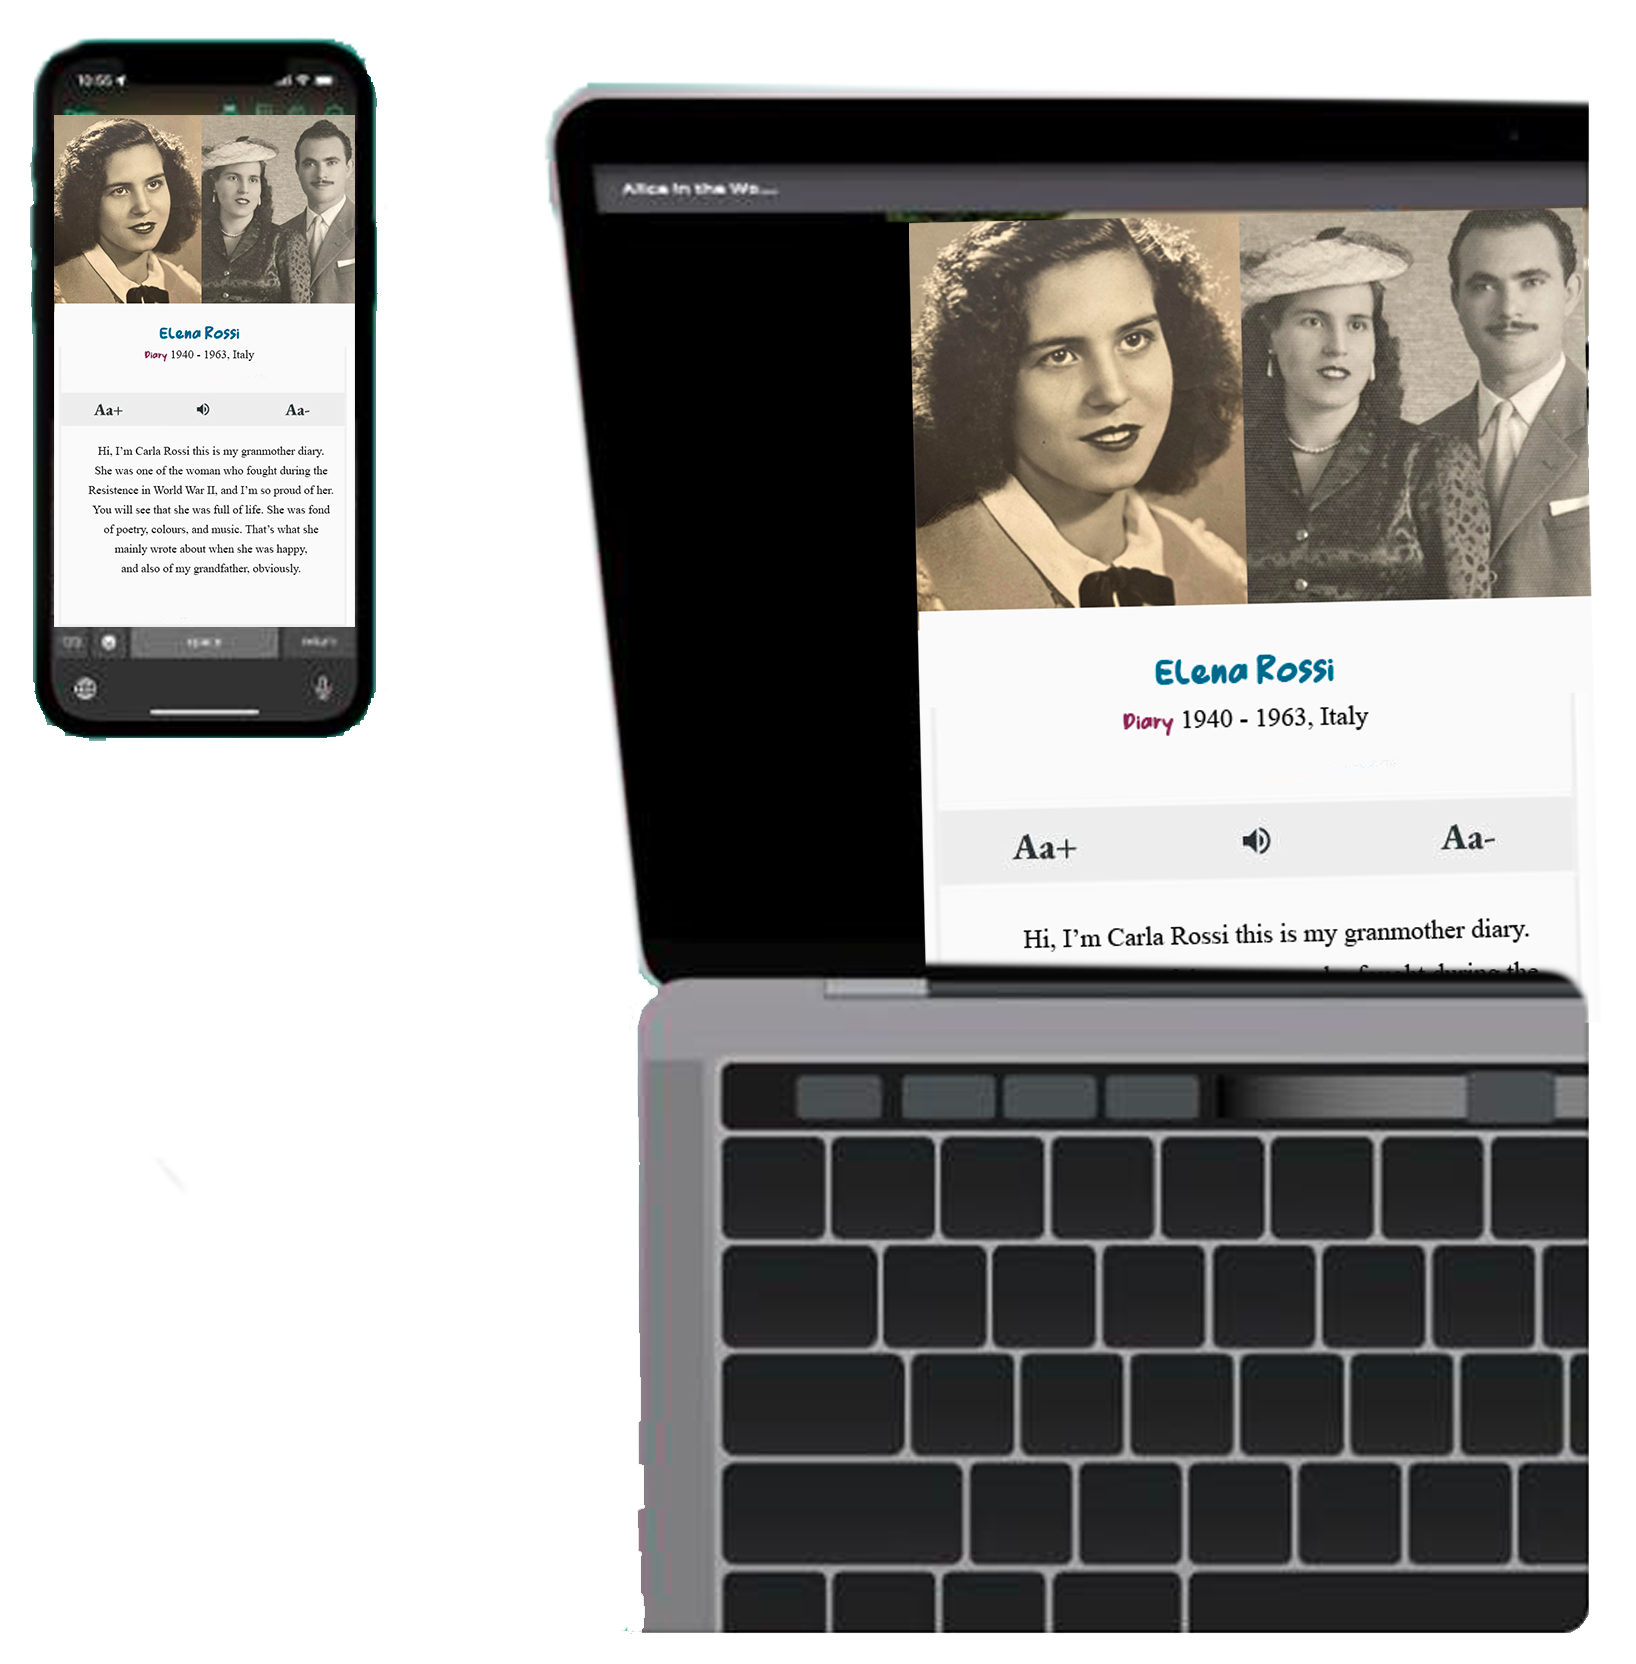 10:55
Elena Rossi
Diary 1940 - 1963, Italy
Aa+ Aa-
Hi, I’m Carla Rossi this is my granmother diary.
She was one of the woman who fought during the
Resistence in World War II, and I’m so proud of her.
You will see that she was full of life. She was fond
of poetry, colours, and music. That’s what she
mainly wrote about when she was happy,
and also of my grandfather, obviously.
space return
Alice in the Wo...
Elena Rossi
Diary 1940 - 1963, Italy
Aa+ Aa-
Hi, I’m Carla Rossi this is my granmother diary.
fought during the